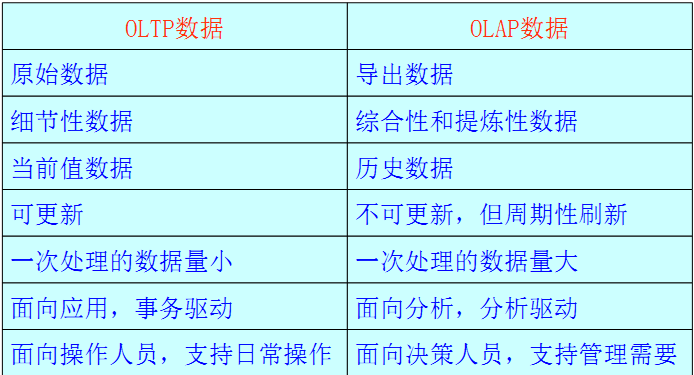 OLTP数据 OLAP数据
原始数据 导出数据
细节性数据 综合性和提炼性数据
当前值数据 历史数据
可更新 不可更新，但周期性刷新
一次处理的数据量小 一次处理的数据量大
面向应用，事务驱动 面向分析，分析驱动
面向操作人员，支持日常操作 面向决策人员，支持管理需要